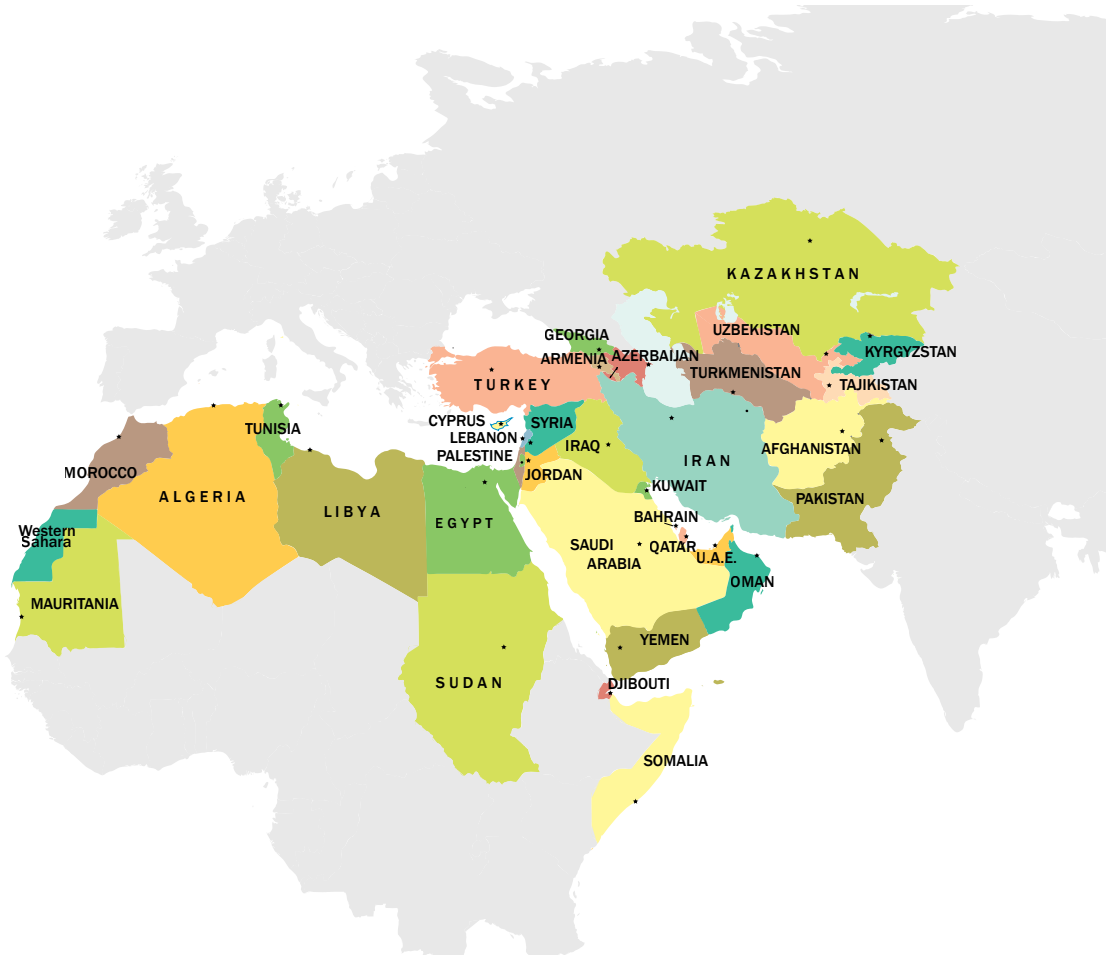 KAZAKHSTAN
UZBEKISTAN
GEORGIA
KYRGYZSTAN
ARMENIA
AZERBAIJAN
TURKMENISTAN
TURKEY
TAJIKISTAN
CYPRUS
SYRIA
TUNISIA
LEBANON
IRAQ
AFGHANISTAN
PALESTINE
IRAN
MOROCCO
JORDAN
KUWAIT
ALGERIA
PAKISTAN
LIBYA
BAHRAIN
EGYPT
Western
Sahara
SAUDI
ARABIA
QATAR
U.A.E.
OMAN
MAURITANIA
YEMEN
SUDAN
DJIBOUTI
SOMALIA